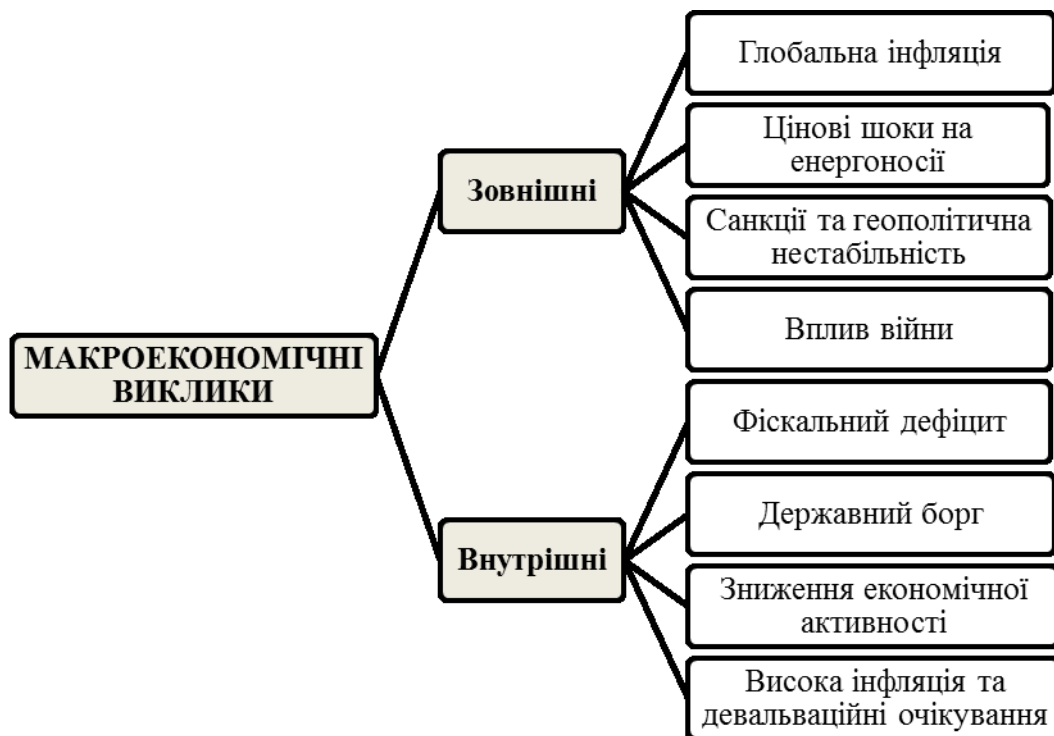 МАКРОЕКОНОМІЧНІ
ВИКЛИКИ
Зовнішні
Глобальна інфляція
Цінові шоки на
енергоносії
Санкції та геополітична
нестабільність
Вплив війни
Внутрішні
Фіскальний дефіцит
Державний борг
Зниження економічної
активності
Висока інфляція та
девальваційні очікування